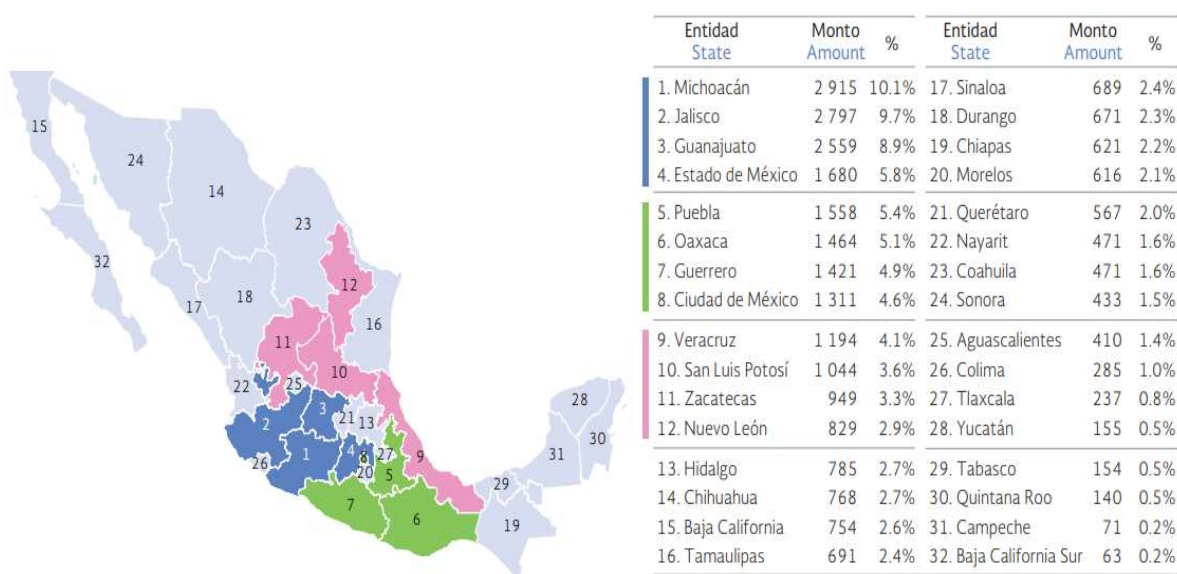 Entidad Monto % Entidad Monto %
State Amount State Amount
1. Michoacán 2 915 10.1% 17. Sinaloa 689 2.4%
2. Jalisco 2 797 9.7% 18. Durango 671 2.3%
3. Guanajuato 2 559 8.9% 19. Chiapas 621 2.2%
4. Estado de México 1 680 5.8% 20. Morelos 616 2.1%
5. Puebla 1 558 5.4% 21. Querétaro 567 2.0%
6. Oaxaca 1 464 5.1% 22. Nayarit 471 1.6%
7. Guerrero 1 421 4.9% 23. Coahuila 471 1.6%
8. Ciudad de México 1 311 4.6% 24. Sonora 433 1.5%
9. Veracruz 1 194 4.1% 25. Aguascalientes 410 1.4%
10. San Luis Potosí 1 044 3.6% 26. Colima 285 1.0%
11. Zacatecas 949 3.3% 27. Tlaxcala 237 0.8%
12. Nuevo León 829 2.9% 28. Yucatán 155 0.5%
13. Hidalgo 785 2.7% 29. Tabasco 154 0.5%
14. Chihuahua 768 2.7% 30. Quintana Roo 140 0.5%
15. Baja California 754 2.6% 31. Campeche 71 0.2%
16. Tamaulipas 691 2.4% 32. Baja California Sur 63 0.2%
15
24
14
23
32
12
18
17
16
11
10
22
25
3
21
13
2
28
30
1
4
8
27
9
31
26
20
5
29
7
6
19